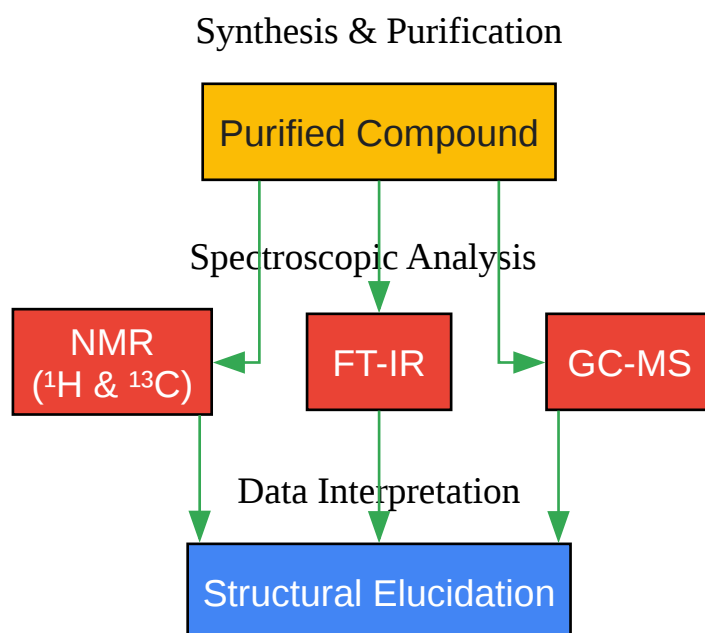 Synthesis & Purification
Purified Compound
Spectroscopic Analysis
NMR
(¹H & ¹³C)
FT-IR
GC-MS
Data Interpretation
Structural Elucidation